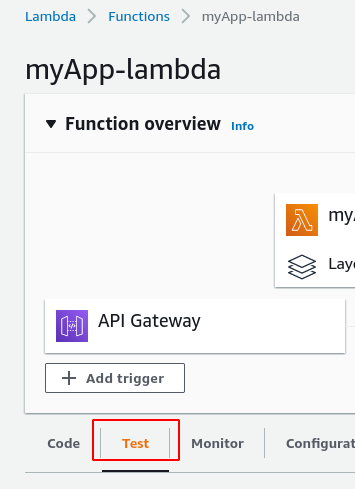 Lambda > Functions > myApp-lambda
myApp-lambda
Function overview Info
my
Laye
API Gateway
+ Add trigger
Code Test Monitor Configurat